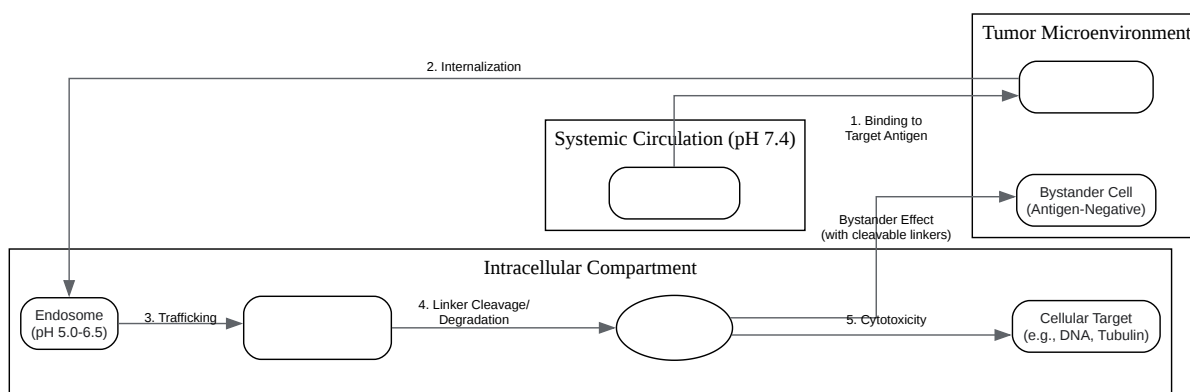 Tumor Microenvironment
2. Internalization
1. Binding to
Target Antigen
Systemic Circulation (pH 7.4)
Bystander Cell
(Antigen-Negative)
Bystander Effect
(with cleavable linkers)
Intracellular Compartment
Endosome
(pH 5.0-6.5)
3. Trafficking
4. Linker Cleavage/
Degradation
5. Cytotoxicity
Cellular Target
(e.g., DNA, Tubulin)